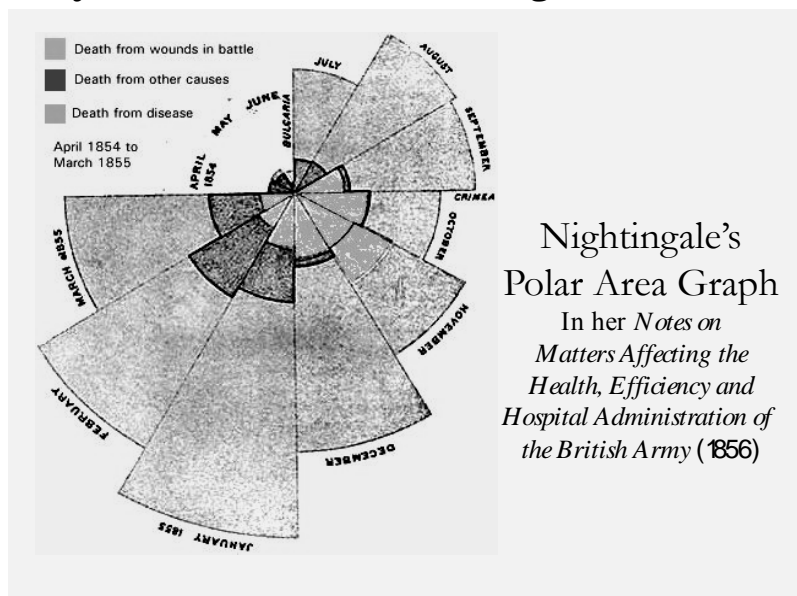 Death from wounds in battle
Death from other causes
Death from disease
April 1854 to
March 1855
JULY
AUGUST
SEPTEMBER
OCTOBER
NOVEMBER
DECEMBER
JANUARY 1855
FEBRUARY
MARCH 1855
APRIL
1854
MAY
JUNE
BULGARIA
CRIMEA
Nightingale's
Polar Area Graph
In her Notes on
Matters Affecting the
Health, Efficiency and
Hospital Administration of
the British Army (1856)